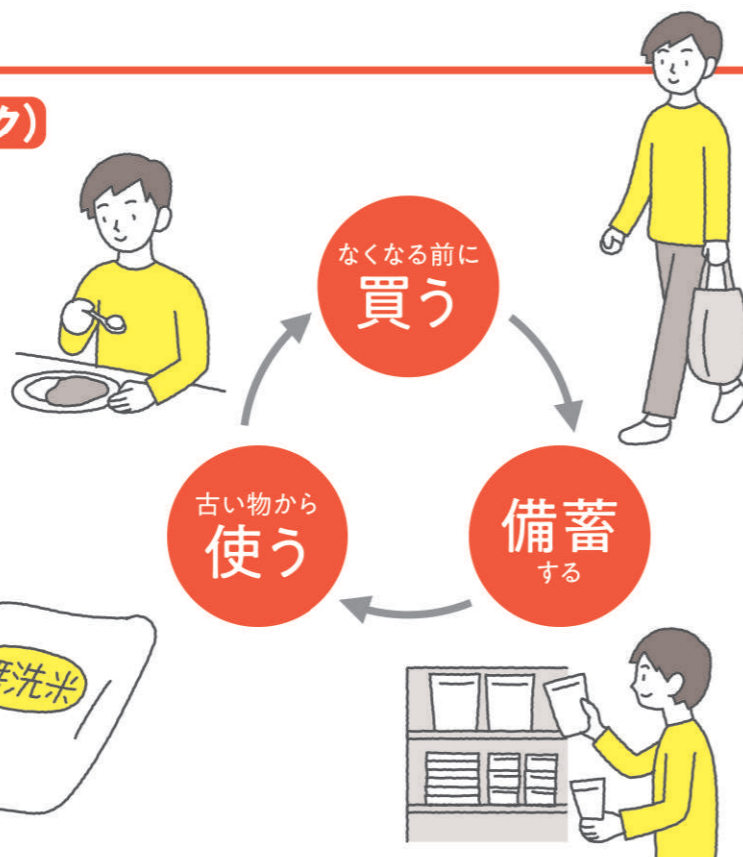 ク)
なくなる前に
買う
古い物から
使う
備蓄
する
洗米